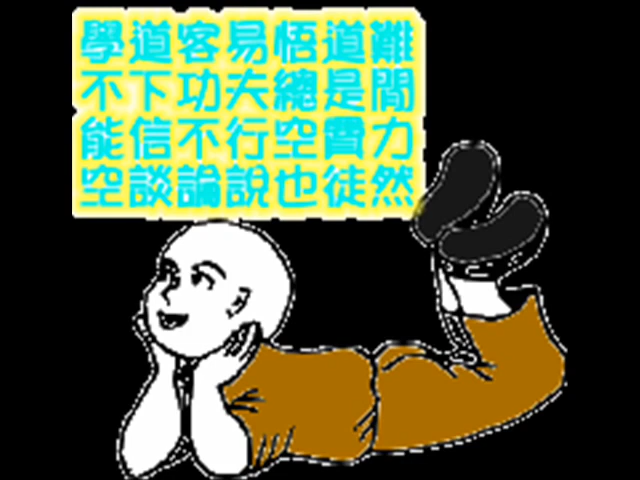 學道客易悟道難
不下功夫總是閒
能信不行空費力
空談論說也徒然